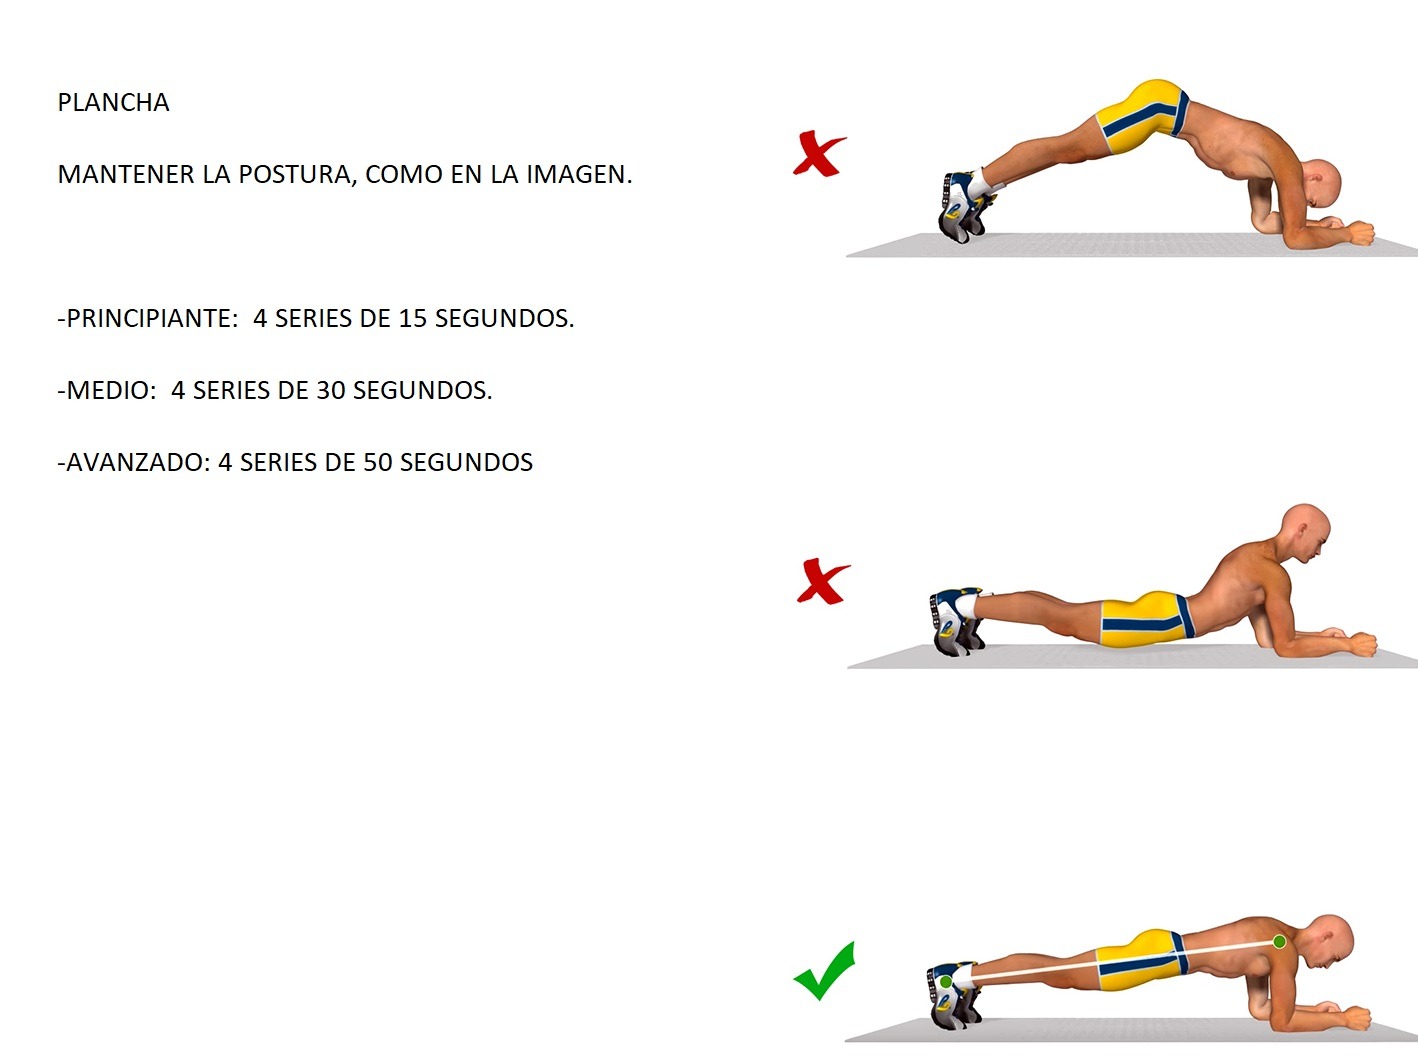 PLANCHA
MANTENER LA POSTURA, COMO EN LA IMAGEN.
-PRINCIPIANTE:  4 SERIES DE 15 SEGUNDOS.
-MEDIO:  4 SERIES DE 30 SEGUNDOS.
-AVANZADO: 4 SERIES DE 50 SEGUNDOS